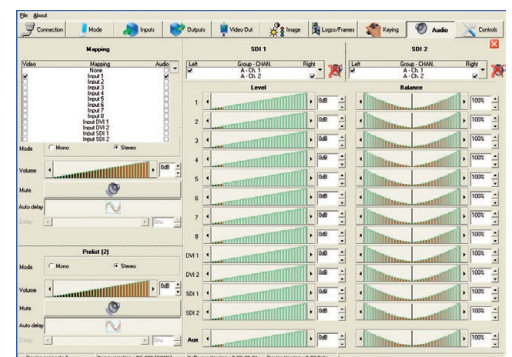 File About
Connection Mode Inputs Outputs Video Out Image Logos/Frames Keying Audio Controls
Mapping SDI 1 SDI 2
Video Mapping Audio Left Group - CHAN. Right Left Group - CHAN. Right
None A - Ch. 1 A - Ch. 1
Input 1 A - Ch. 2 A - Ch. 2
Input 2
Input 3
Input 4
Input 5
Input 6
Input 7
Input 8
Input DVI 1
Input DVI 2
Input SDI 1
Input SDI 2
Level Balance
Mode Mono Stereo
Volume 0dB
Mute
Auto delay
Delay 0ms
Prelist (2)
Mode Mono Stereo
Volume 0dB
Mute
Auto delay
Delay 0ms
1 0dB 100%
2 0dB 100%
3 0dB 100%
4 0dB 100%
5 0dB 100%
6 0dB 100%
7 0dB 100%
8 0dB 100%
DVI 1 0dB 100%
DVI 2 0dB 100%
SDI 1 0dB 100%
SDI 2 0dB 100%
Aux 0dB 100%